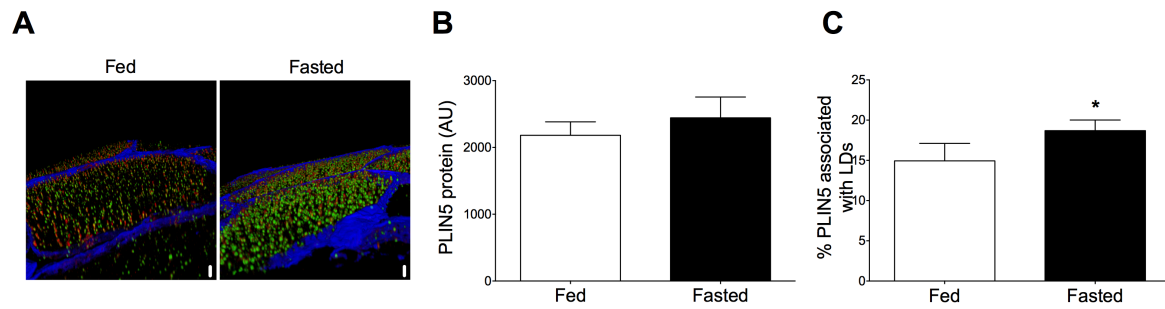 A
B
C
Fed
Fasted
PLIN5 protein (AU)
3000
2000
1000
0
Fed
Fasted
% PLIN5 associated
with LDs
25
20
15
10
5
0
*
Fed
Fasted